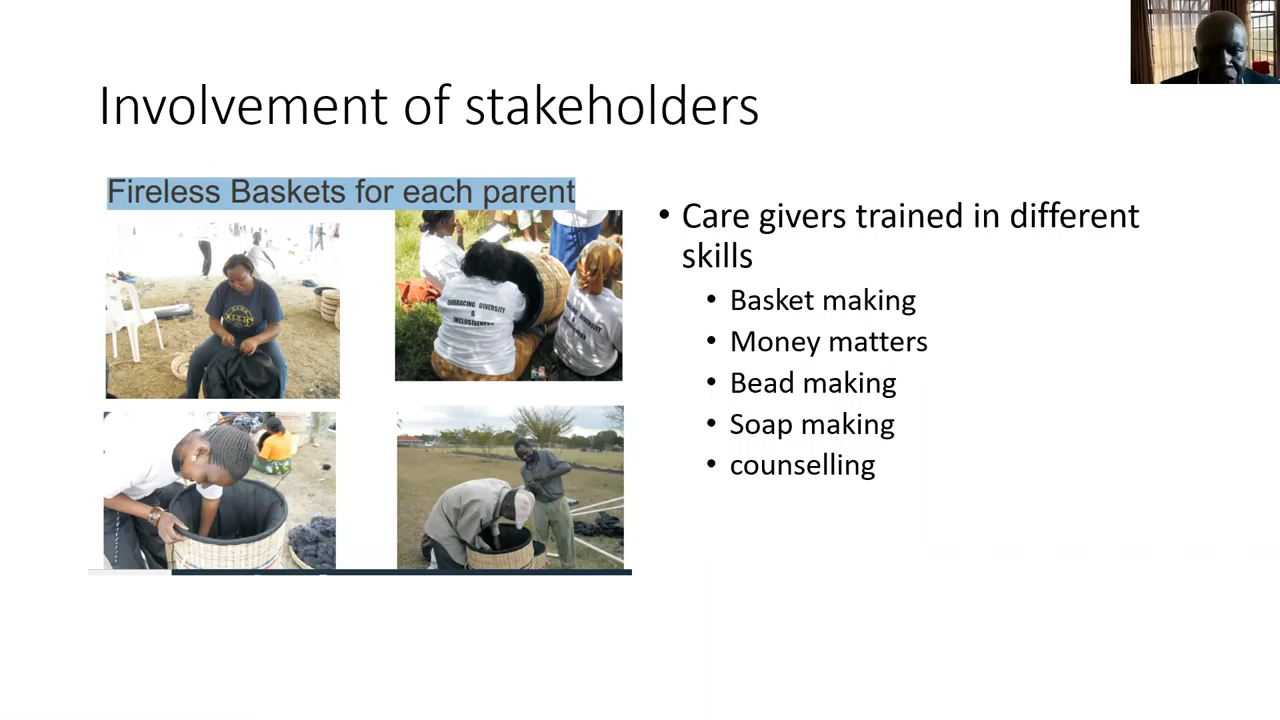 Involvement of stakeholders
Fireless Baskets for each parent
EMBRACING DIVERSITY
&
INCLUSIVENESS
• Care givers trained in different
skills
• Basket making
• Money matters
• Bead making
• Soap making
• counselling